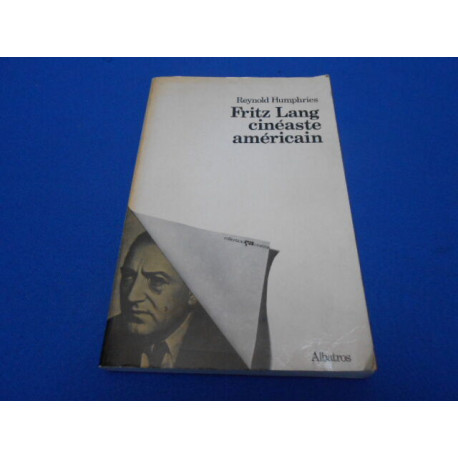 Reynold Humphries
Fritz Lang
cinéaste
américain
Albatros